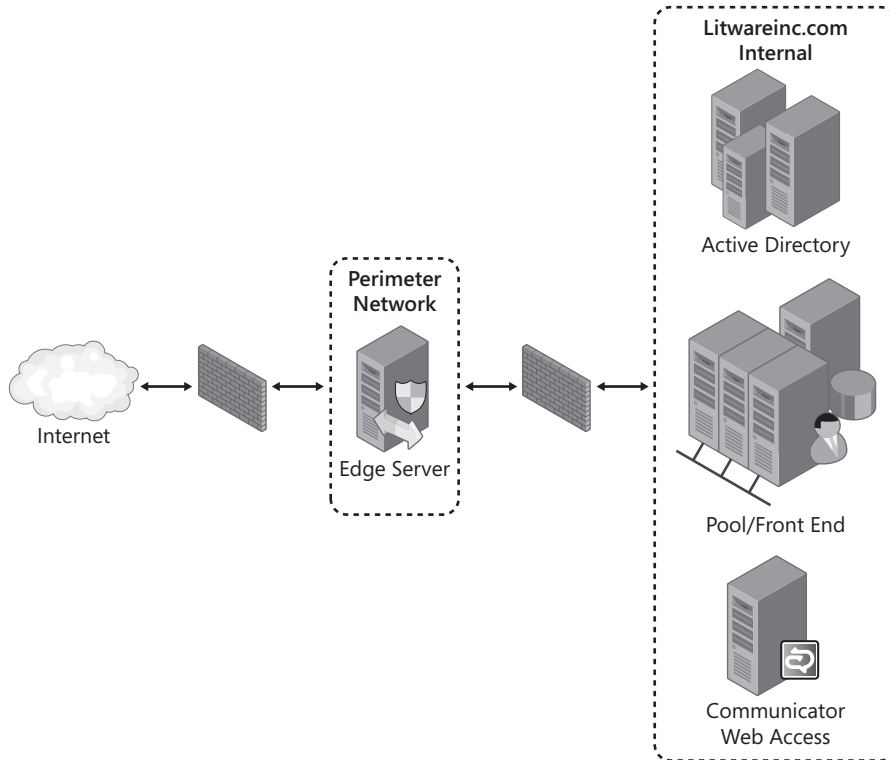 Litwareinc.com
Internal
Active Directory
Perimeter
Network
Internet
Edge Server
Pool/Front End
Communicator
Web Access